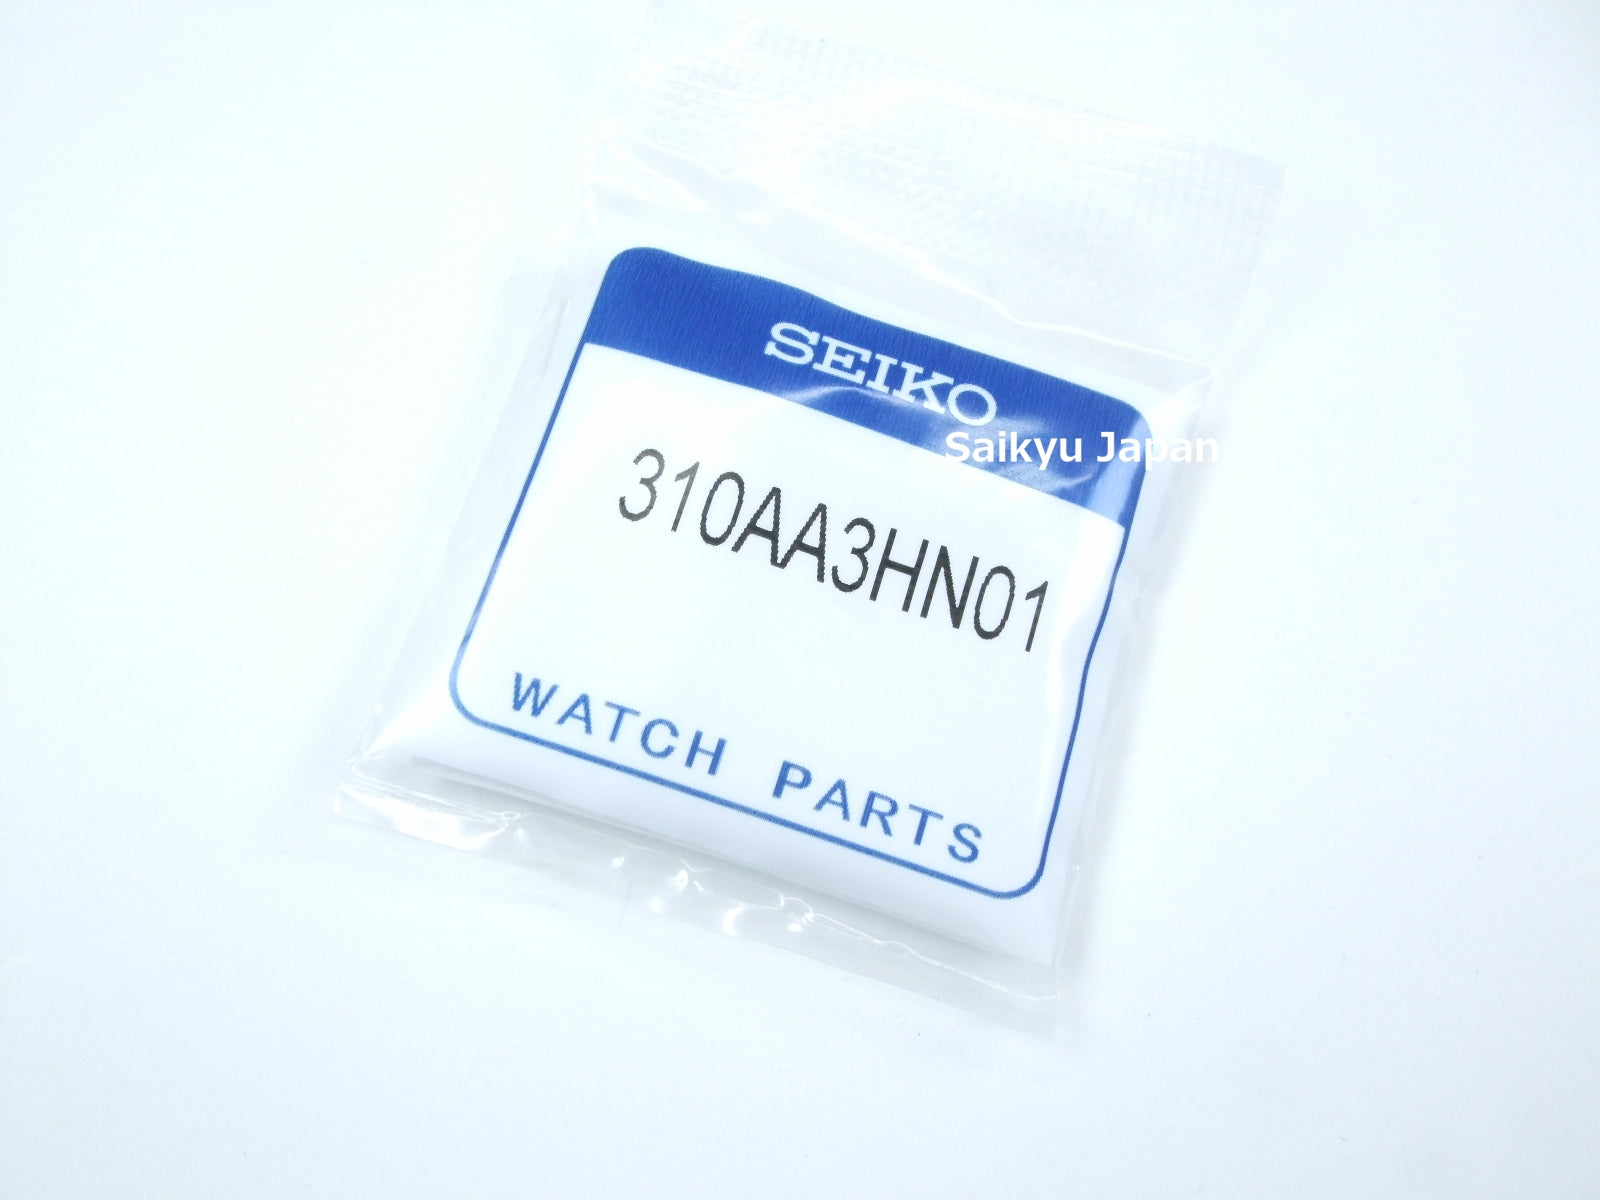 SEIKO
Saikyu Japan
310AA3HN01
WATCH PARTS